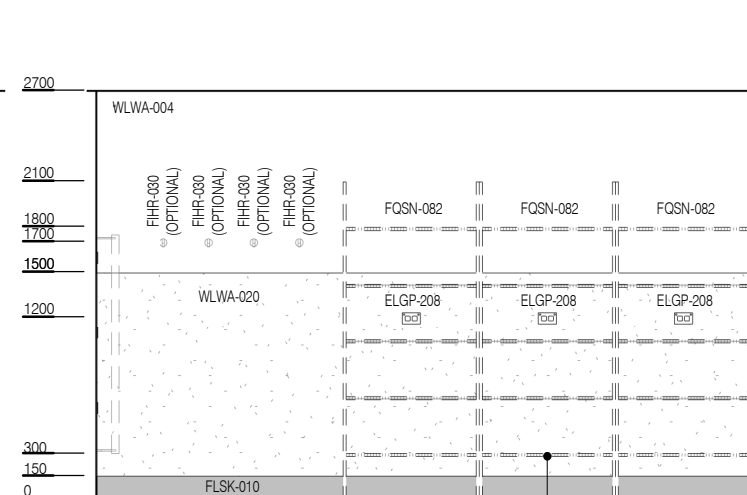 2700
WLWA-004
2100
FIHR-030
(OPTIONAL)
FIHR-030
(OPTIONAL)
FIHR-030
(OPTIONAL)
FIHR-030
(OPTIONAL)
FQSN-082 FQSN-082 FQSN-082
1800
1700
1500
WLWA-020 ELGP-208 ELGP-208 ELGP-208
1200
300
150
FLSK-010
0